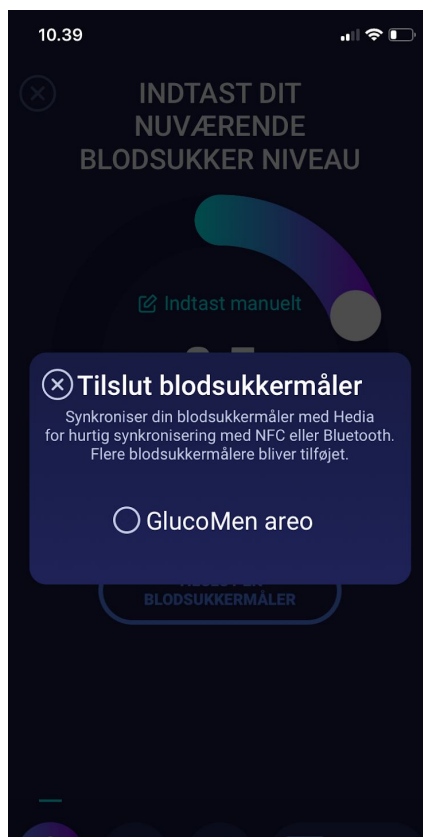 10.39
INDTAST DIT
NUVÆRENDE
BLODSUKKER NIVEAU
Indtast manuelt
Tilslut blodsukkermåler
Synkroniser din blodsukkermåler med Hedia
for hurtig synkronisering med NFC eller Bluetooth.
Flere blodsukkermålere bliver tilføjet.
GlucoMen areo
BLODSUKKERMÅLER